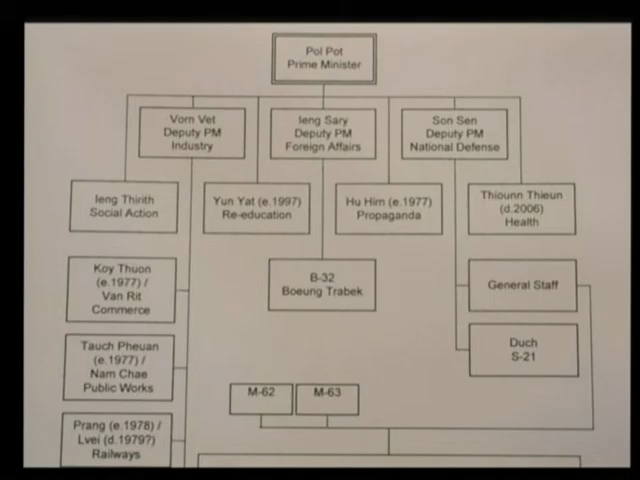 Pol Pot
Prime Minister
Vorn Vet
Deputy PM
Industry
Ieng Sary
Deputy PM
Foreign Affairs
Son Sen
Deputy PM
National Defense
Ieng Thirith
Social Action
Yun Yat (e.1997)
Re-education
Hu Him (e.1977)
Propaganda
Thiounn Thieun
(d.2006)
Health
Koy Thuon
(e.1977) /
Van Rit
Commerce
B-32
Boeung Trabek
General Staff
Tauch Pheuan
(e.1977) /
Nam Chae
Public Works
Duch
S-21
M-62
M-63
Prang (e.1978) /
Lvei (d.1979?)
Railways